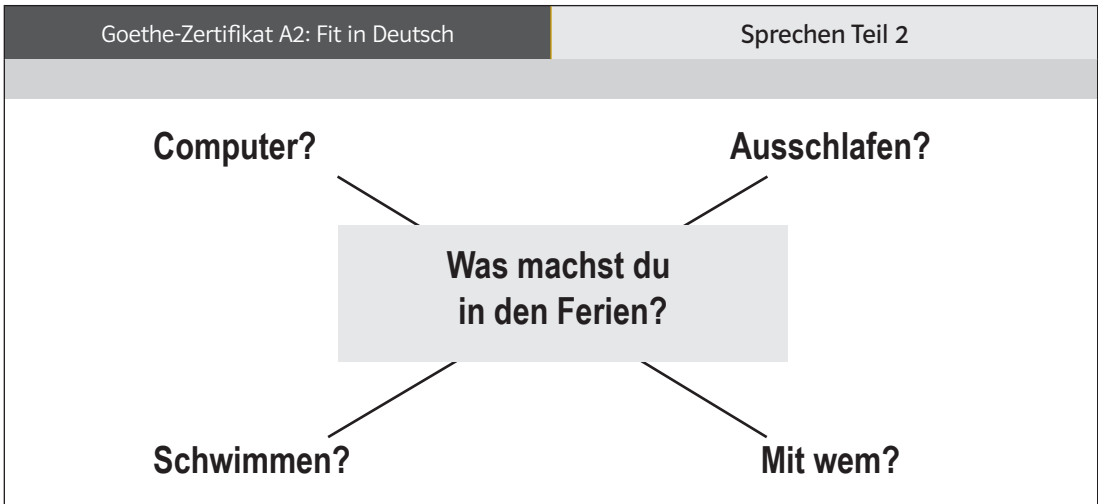 Goethe-Zertifikat A2: Fit in Deutsch
Sprechen Teil 2
Computer?
Ausschlafen?
Was machst du
in den Ferien?
Schwimmen?
Mit wem?